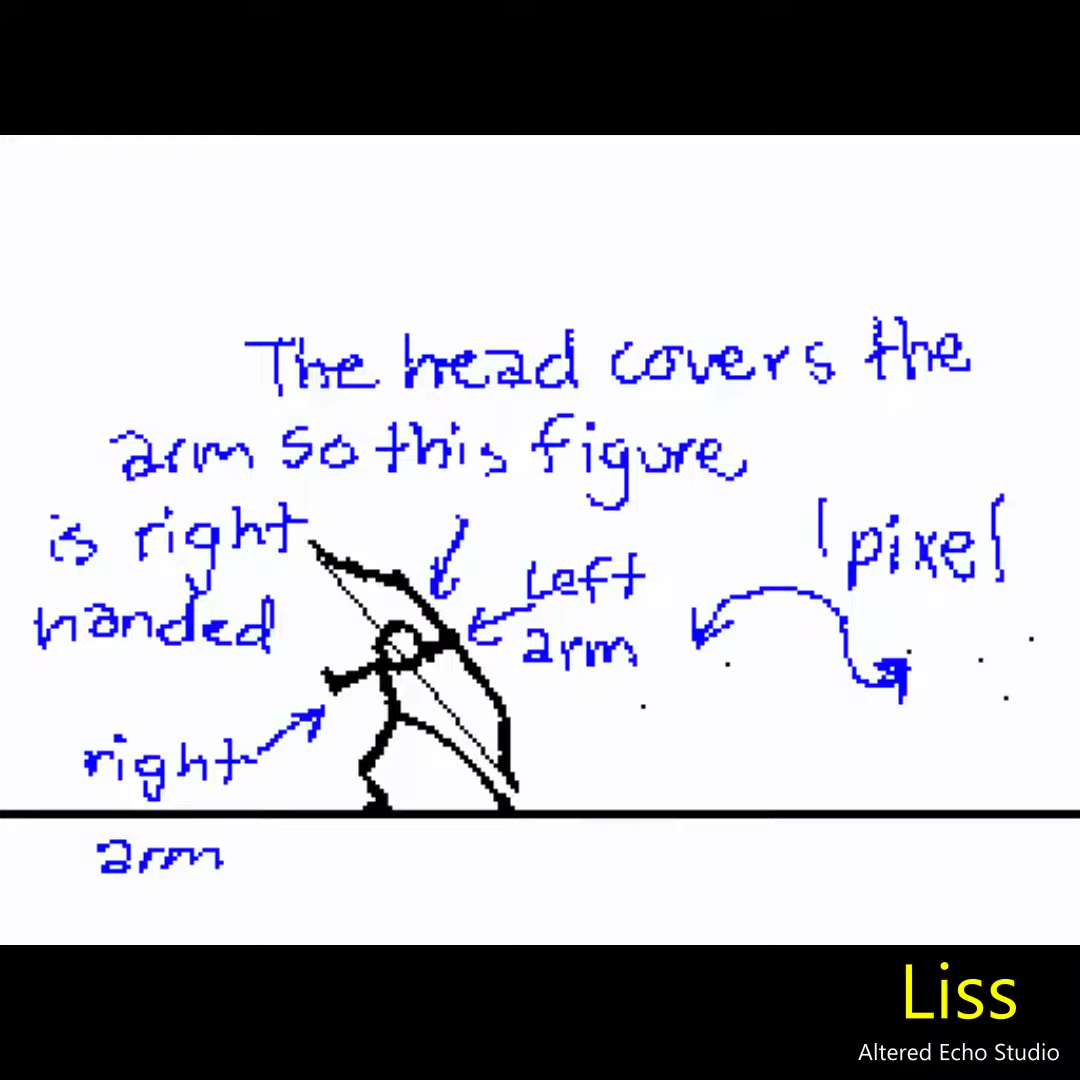 The head covers the
arm so this figure
is right
handed
Left
arm
1 pixel
right
arm
Liss
Altered Echo Studio